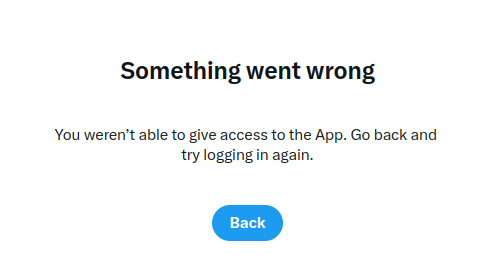 Something went wrong
You weren’t able to give access to the App. Go back and
try logging in again.
Back